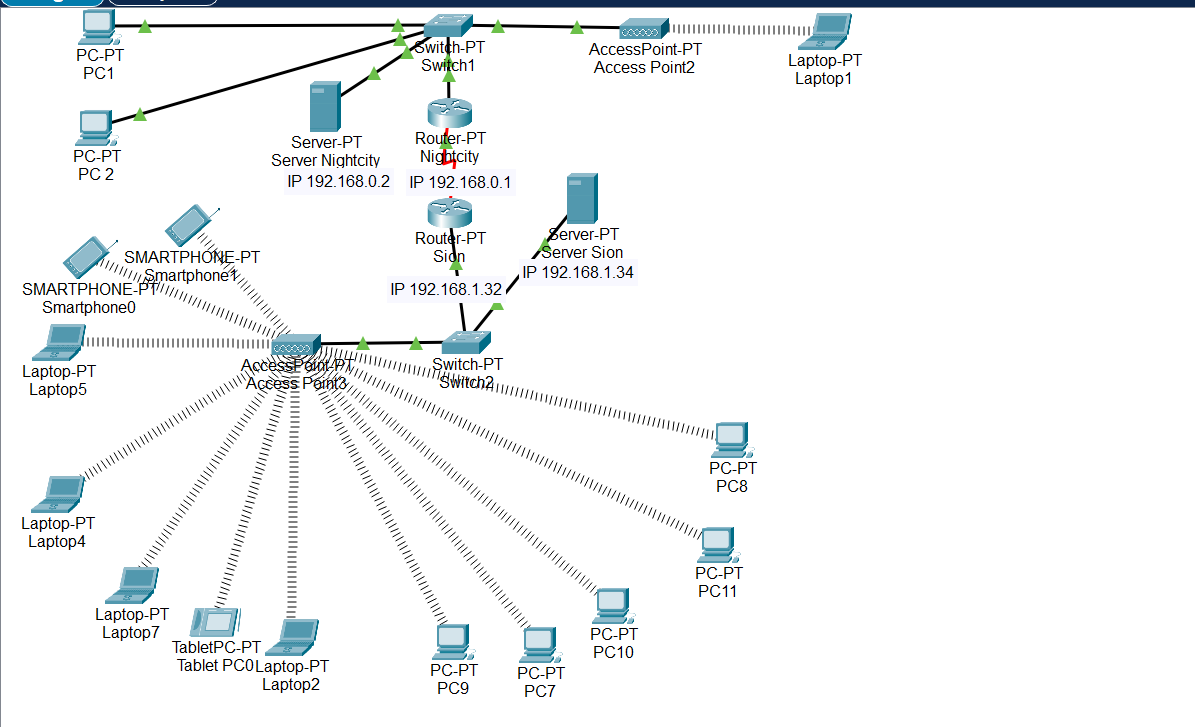 PC-PT
PC1
Switch-PT
Switch1
AccessPoint-PT
Access Point2
Laptop-PT
Laptop1
PC-PT
PC 2
Server-PT
Server Nightcity
IP 192.168.0.2
Router-PT
Nightcity
IP 192.168.0.1
Router-PT
Sion
Server-PT
Server Sion
IP 192.168.1.34
IP 192.168.1.32
SMARTPHONE-PT
Smartphone1
SMARTPHONE-PT
Smartphone0
Laptop-PT
Laptop5
AccessPoint-PT
Access Point3
Switch-PT
Switch2
PC-PT
PC8
Laptop-PT
Laptop4
PC-PT
PC11
Laptop-PT
Laptop7
TabletPC-PT
Tablet PC0
Laptop-PT
Laptop2
PC-PT
PC9
PC-PT
PC7
PC-PT
PC10